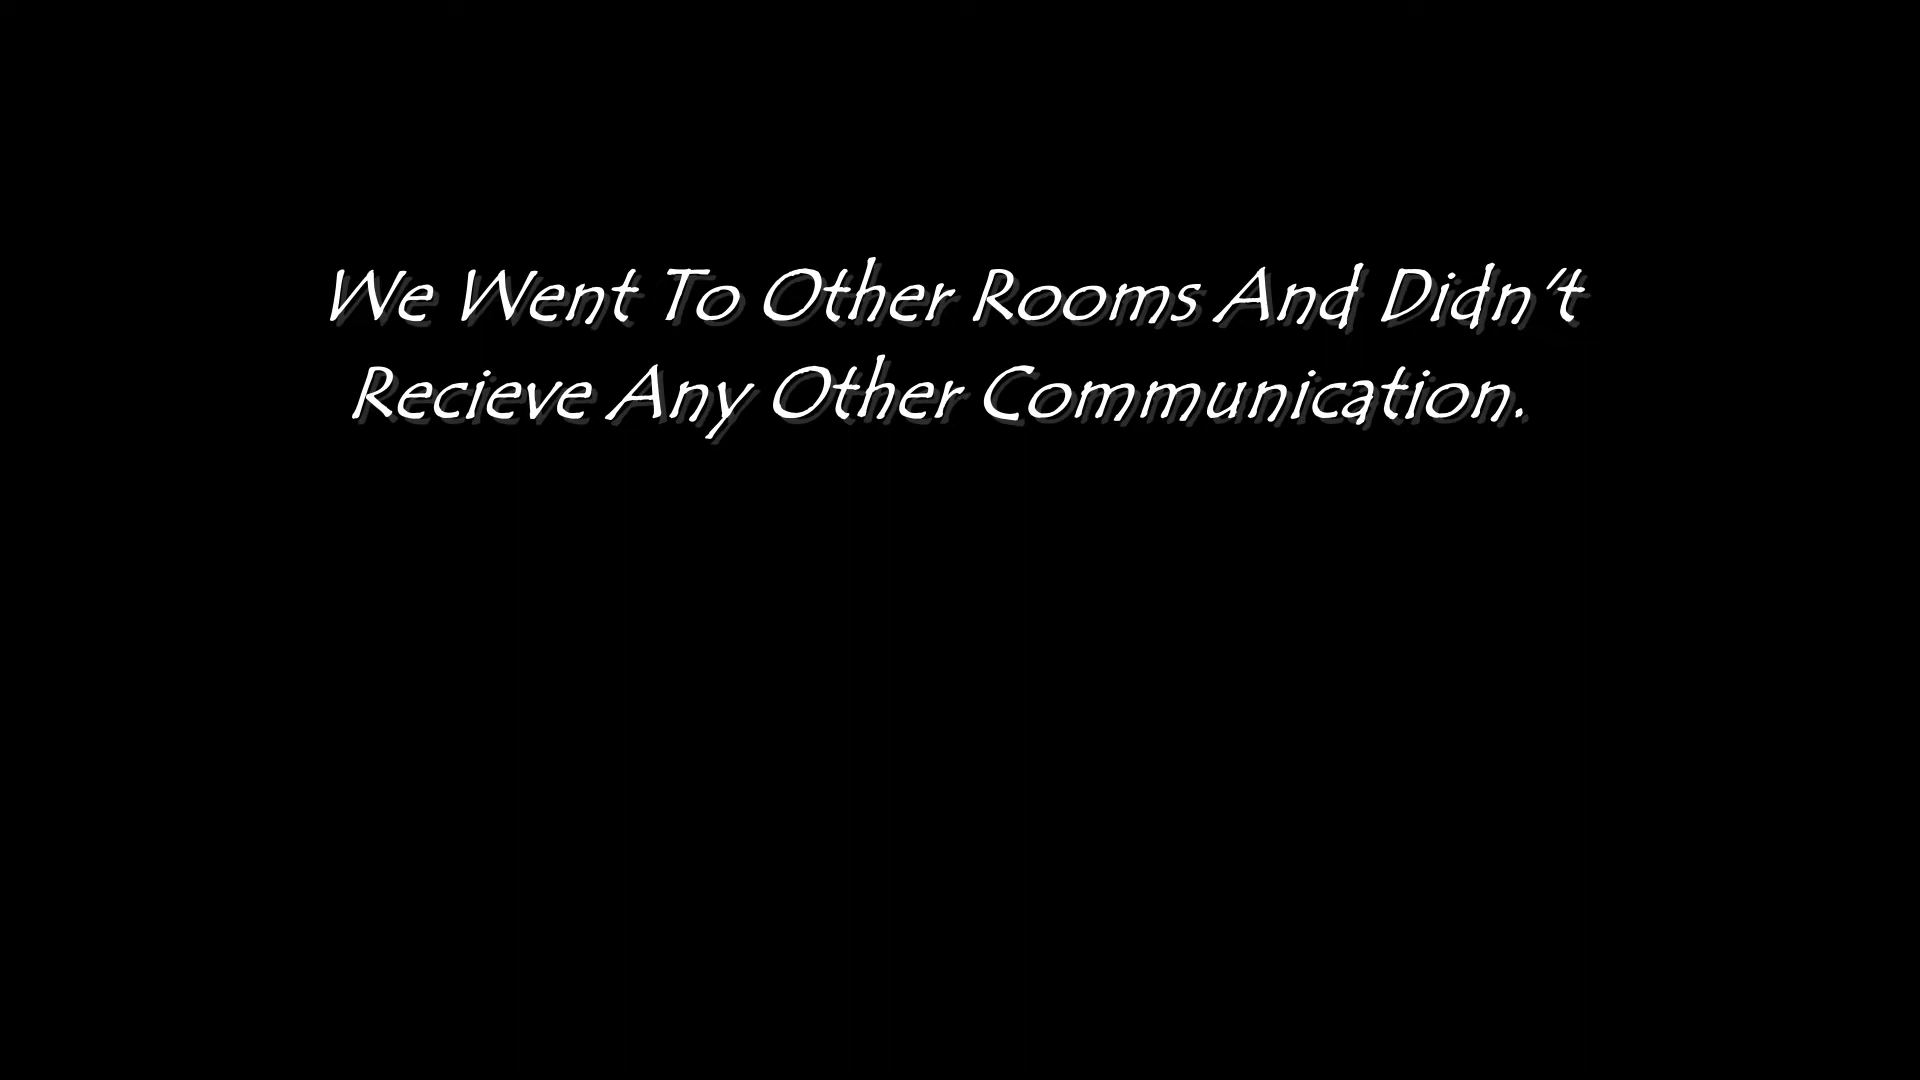 We Went To Other Rooms And Didn't
Recieve Any Other Communication.